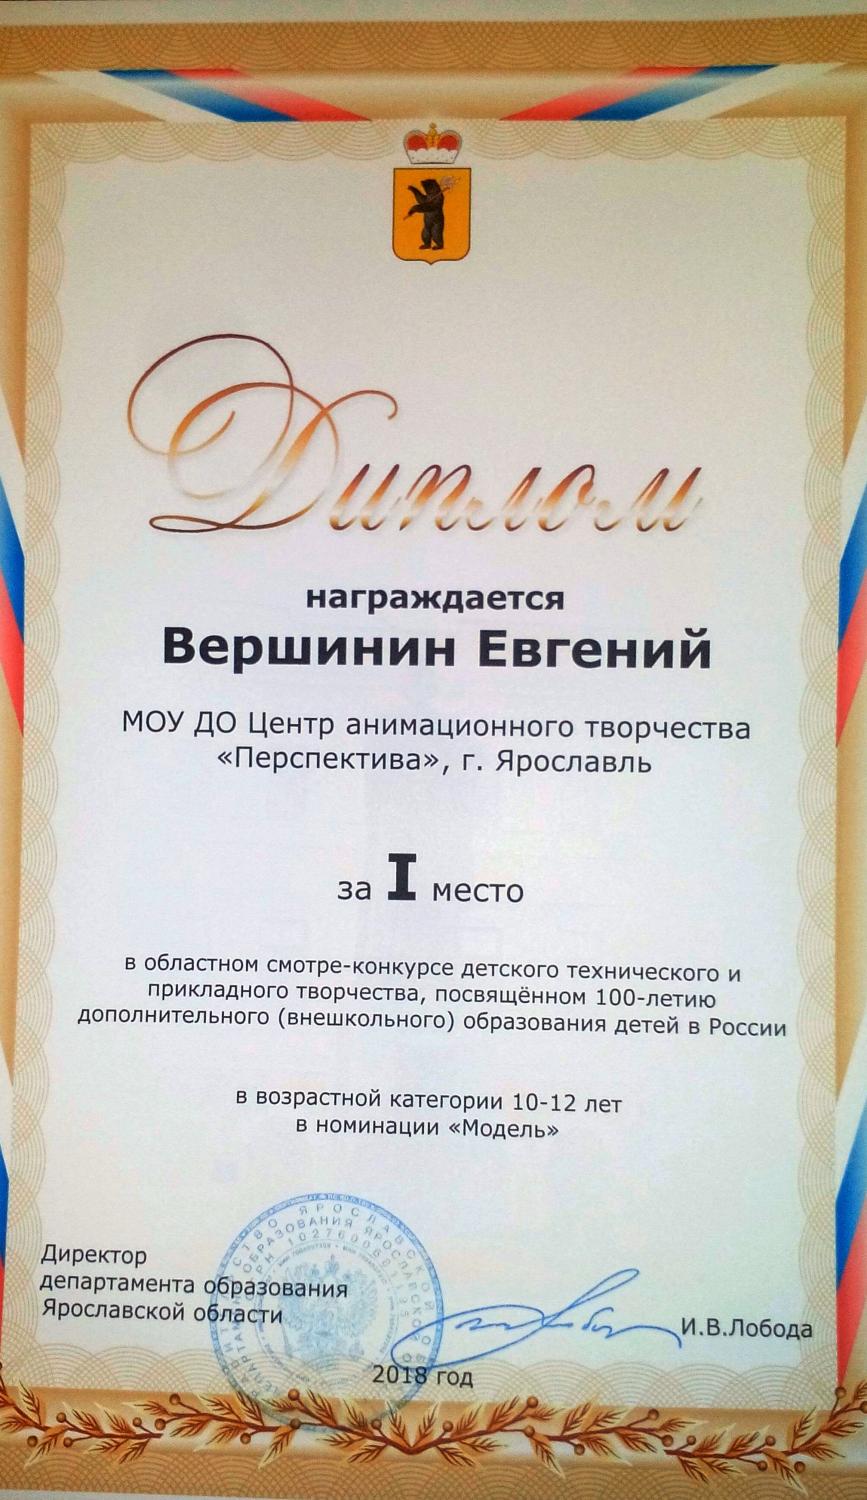 Диплом
награждается
Вершинин Евгений
МОУ ДО Центр анимационного творчества
«Перспектива», г. Ярославль
за I место
в областном смотре-конкурсе детского технического и
прикладного творчества, посвящённом 100-летию
дополнительного (внешкольного) образования детей в России
в возрастной категории 10-12 лет
в номинации «Модель»
Директор
департамента образования
Ярославской области
И.В.Лобода
2018 год